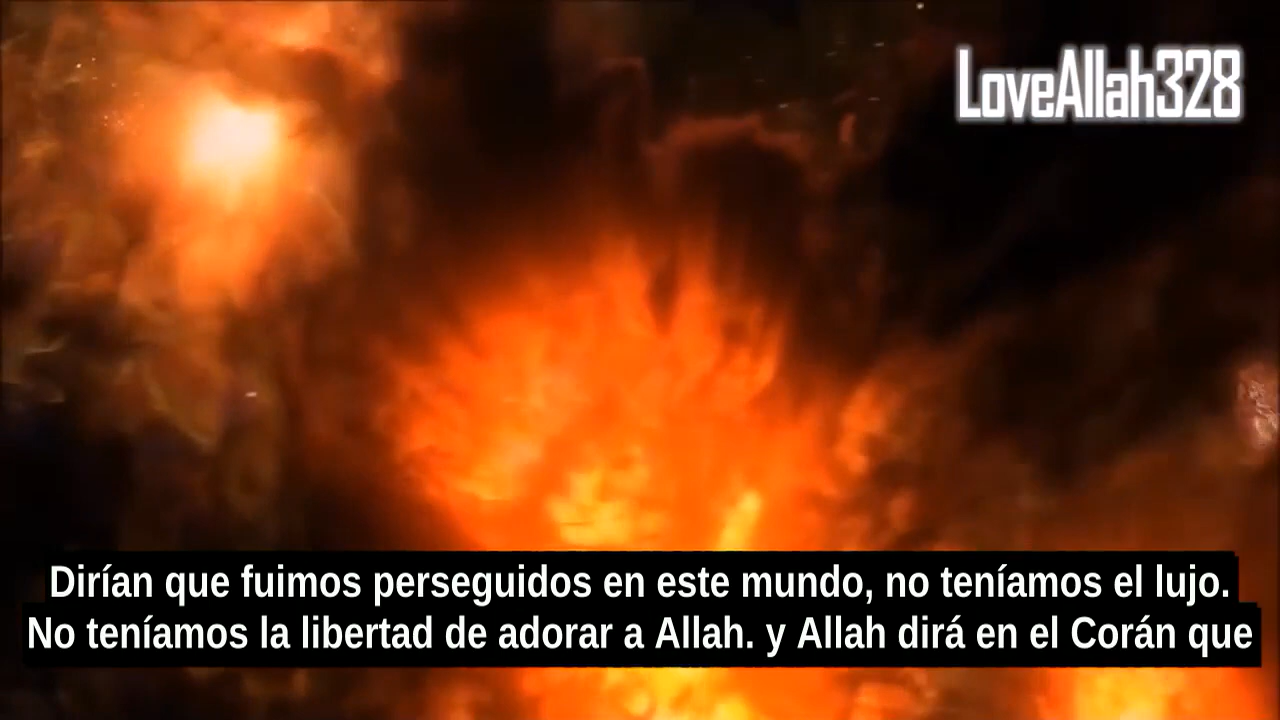 LoveAllah328
Dirían que fuimos perseguidos en este mundo, no teníamos el lujo.
No teníamos la libertad de adorar a Allah. y Allah dirá en el Corán que